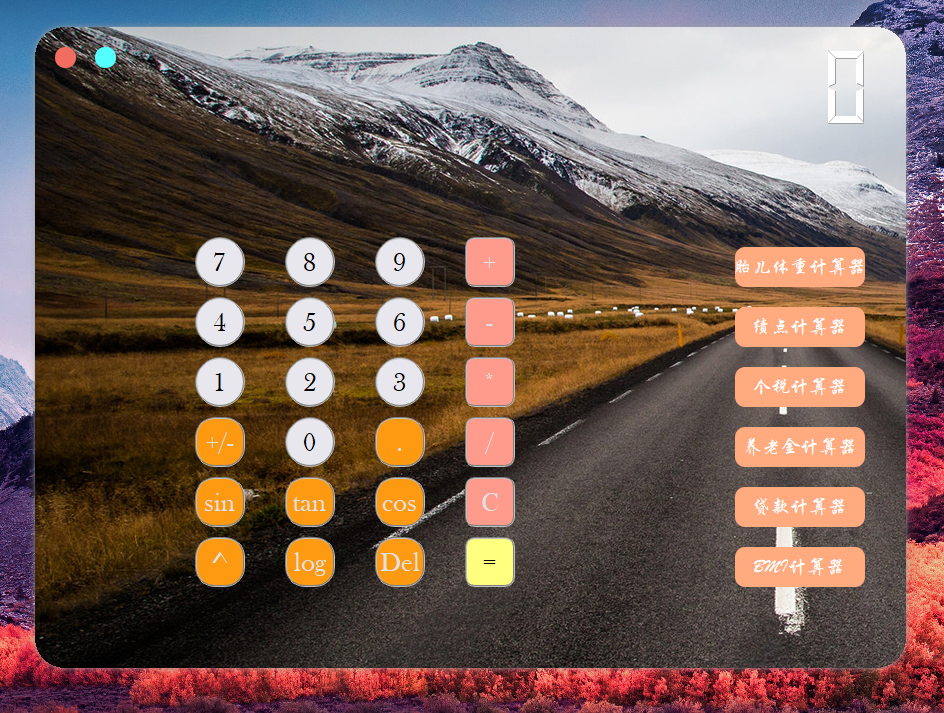 0
7 8 9 +
胎儿体重计算器
4 5 6 -
绩点计算器
1 2 3 *
个税计算器
+/- 0 . /
养老金计算器
sin tan cos C
贷款计算器
^ log Del =
BMI计算器